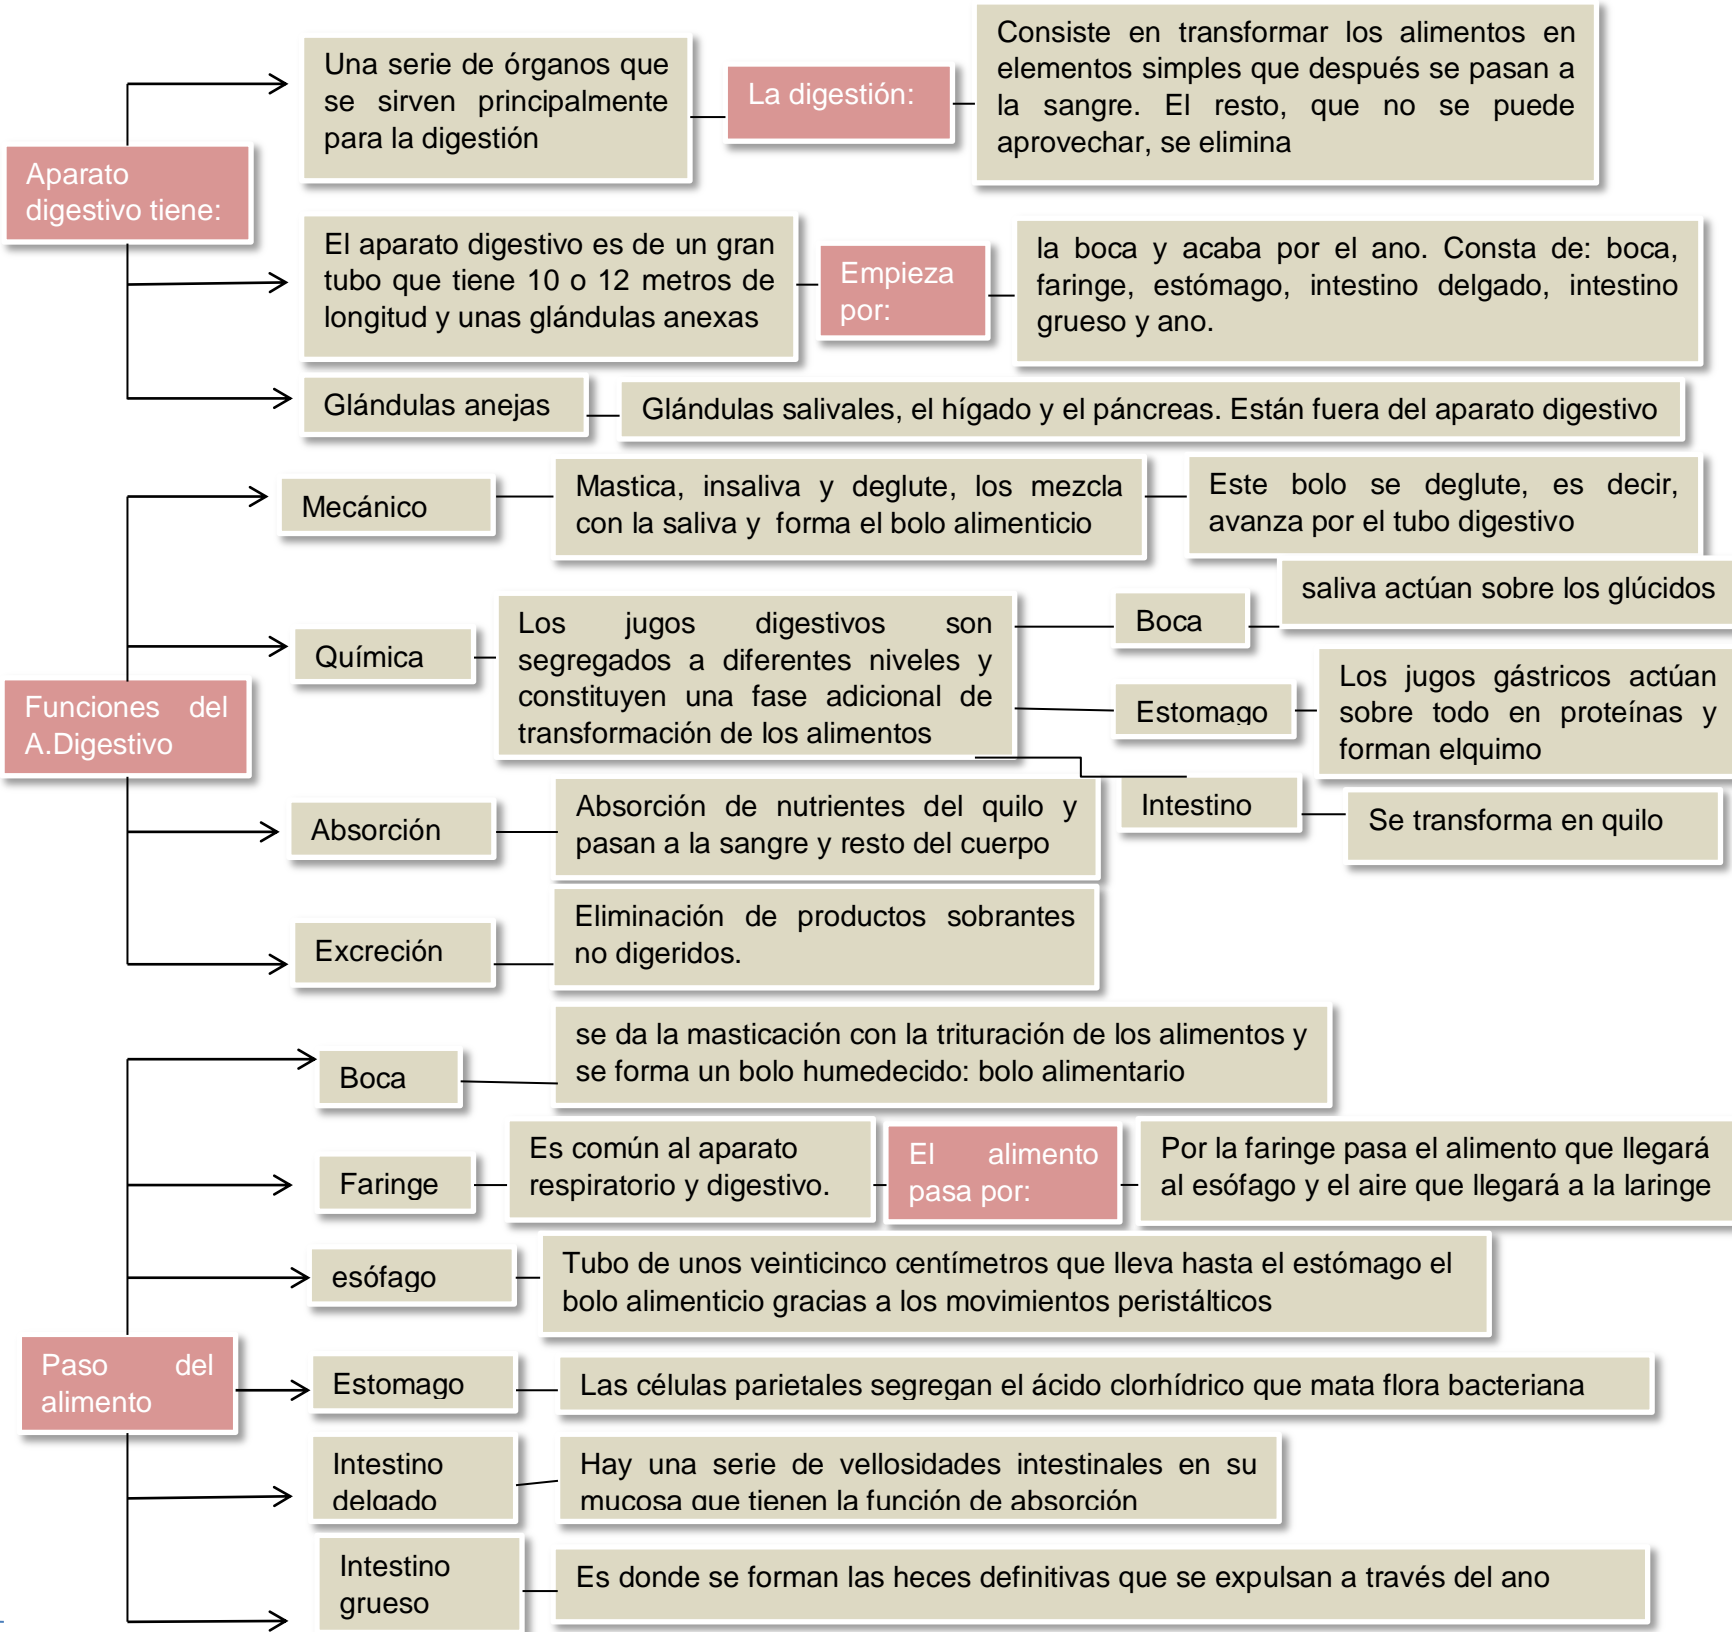 Una serie de órganos que
se sirven principalmente
para la digestión
La digestión:
Consiste en transformar los alimentos en
elementos simples que después se pasan a
la sangre. El resto, que no se puede
aprovechar, se elimina
Aparato
digestivo tiene:
El aparato digestivo es de un gran
tubo que tiene 10 o 12 metros de
longitud y unas glándulas anexas
Empieza
por:
la boca y acaba por el ano. Consta de: boca,
faringe, estómago, intestino delgado, intestino
grueso y ano.
Glándulas anejas
Glándulas salivales, el hígado y el páncreas. Están fuera del aparato digestivo
Mecánico
Mastica, insaliva y deglute, los mezcla
con la saliva y forma el bolo alimenticio
Este bolo se deglute, es decir,
avanza por el tubo digestivo
Funciones del
A.Digestivo
Química
Los jugos digestivos son
segregados a diferentes niveles y
constituyen una fase adicional de
transformación de los alimentos
Boca
saliva actúan sobre los glúcidos
Estomago
Los jugos gástricos actúan
sobre todo en proteínas y
forman elquimo
Intestino
Se transforma en quilo
Absorción
Absorción de nutrientes del quilo y
pasan a la sangre y resto del cuerpo
Excreción
Eliminación de productos sobrantes
no digeridos.
Paso del
alimento
Boca
se da la masticación con la trituración de los alimentos y
se forma un bolo humedecido: bolo alimentario
Faringe
Es común al aparato
respiratorio y digestivo.
El alimento
pasa por:
Por la faringe pasa el alimento que llegará
al esófago y el aire que llegará a la laringe
esófago
Tubo de unos veinticinco centímetros que lleva hasta el estómago el
bolo alimenticio gracias a los movimientos peristálticos
Estomago
Las células parietales segregan el ácido clorhídrico que mata flora bacteriana
Intestino
delgado
Hay una serie de vellosidades intestinales en su
mucosa que tienen la función de absorción
Intestino
grueso
Es donde se forman las heces definitivas que se expulsan a través del ano